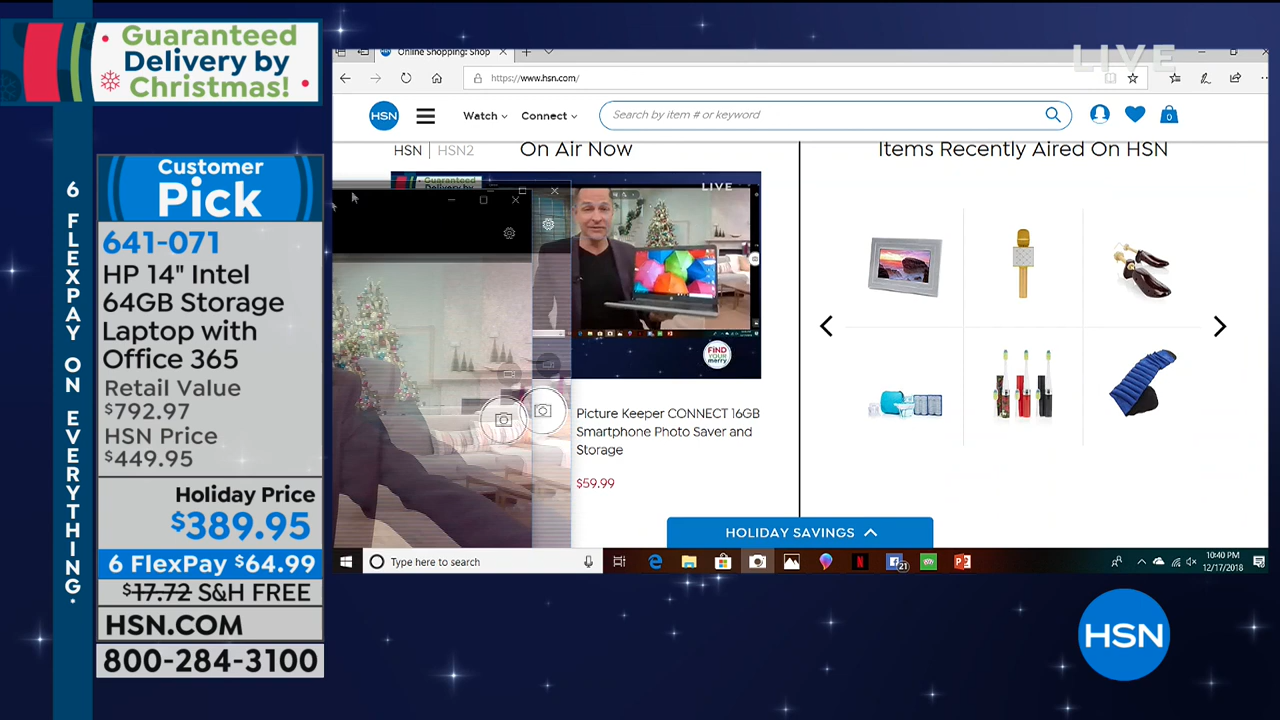 Guaranteed
Delivery by
Christmas!
6 FLEXPAY ON EVERYTHING.
Customer
Pick
641-071
HP 14" Intel
64GB Storage
Laptop with
Office 365
Retail Value
$792.97
HSN Price
$449.95
Holiday Price
$389.95
6 FlexPay $64.99
$17.72 S&H FREE
HSN.COM
800-284-3100
LIVE
Online Shopping: Shop
https://www.hsn.com/
HSN
Watch
Connect
Search by item # or keyword
0
HSN | HSN2
On Air Now
Items Recently Aired On HSN
Guaranteed
Delivery by
LIVE
FIND
YOUR
merry
Picture Keeper CONNECT 16GB
Smartphone Photo Saver and
Storage
$59.99
HOLIDAY SAVINGS
Type here to search
21
10:40 PM
12/17/2018
HSN